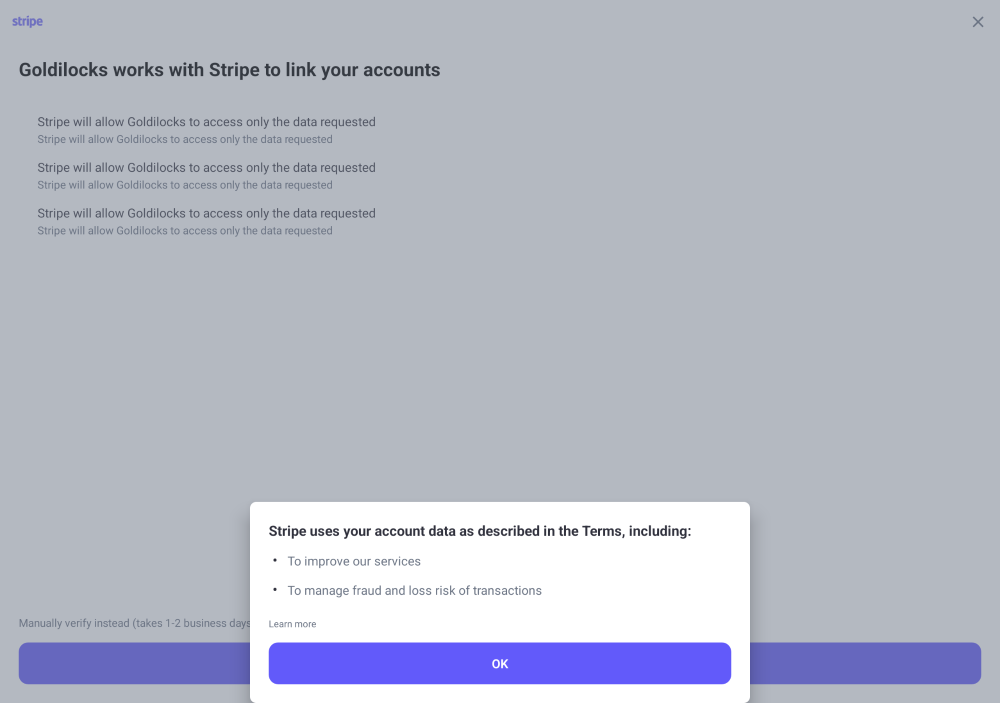 stripe
Goldilocks works with Stripe to link your accounts
Stripe will allow Goldilocks to access only the data requested
Stripe will allow Goldilocks to access only the data requested
Stripe will allow Goldilocks to access only the data requested
Stripe will allow Goldilocks to access only the data requested
Stripe will allow Goldilocks to access only the data requested
Stripe will allow Goldilocks to access only the data requested
Stripe uses your account data as described in the Terms, including:
• To improve our services
• To manage fraud and loss risk of transactions
Manually verify instead (takes 1-2 business days
Learn more
OK